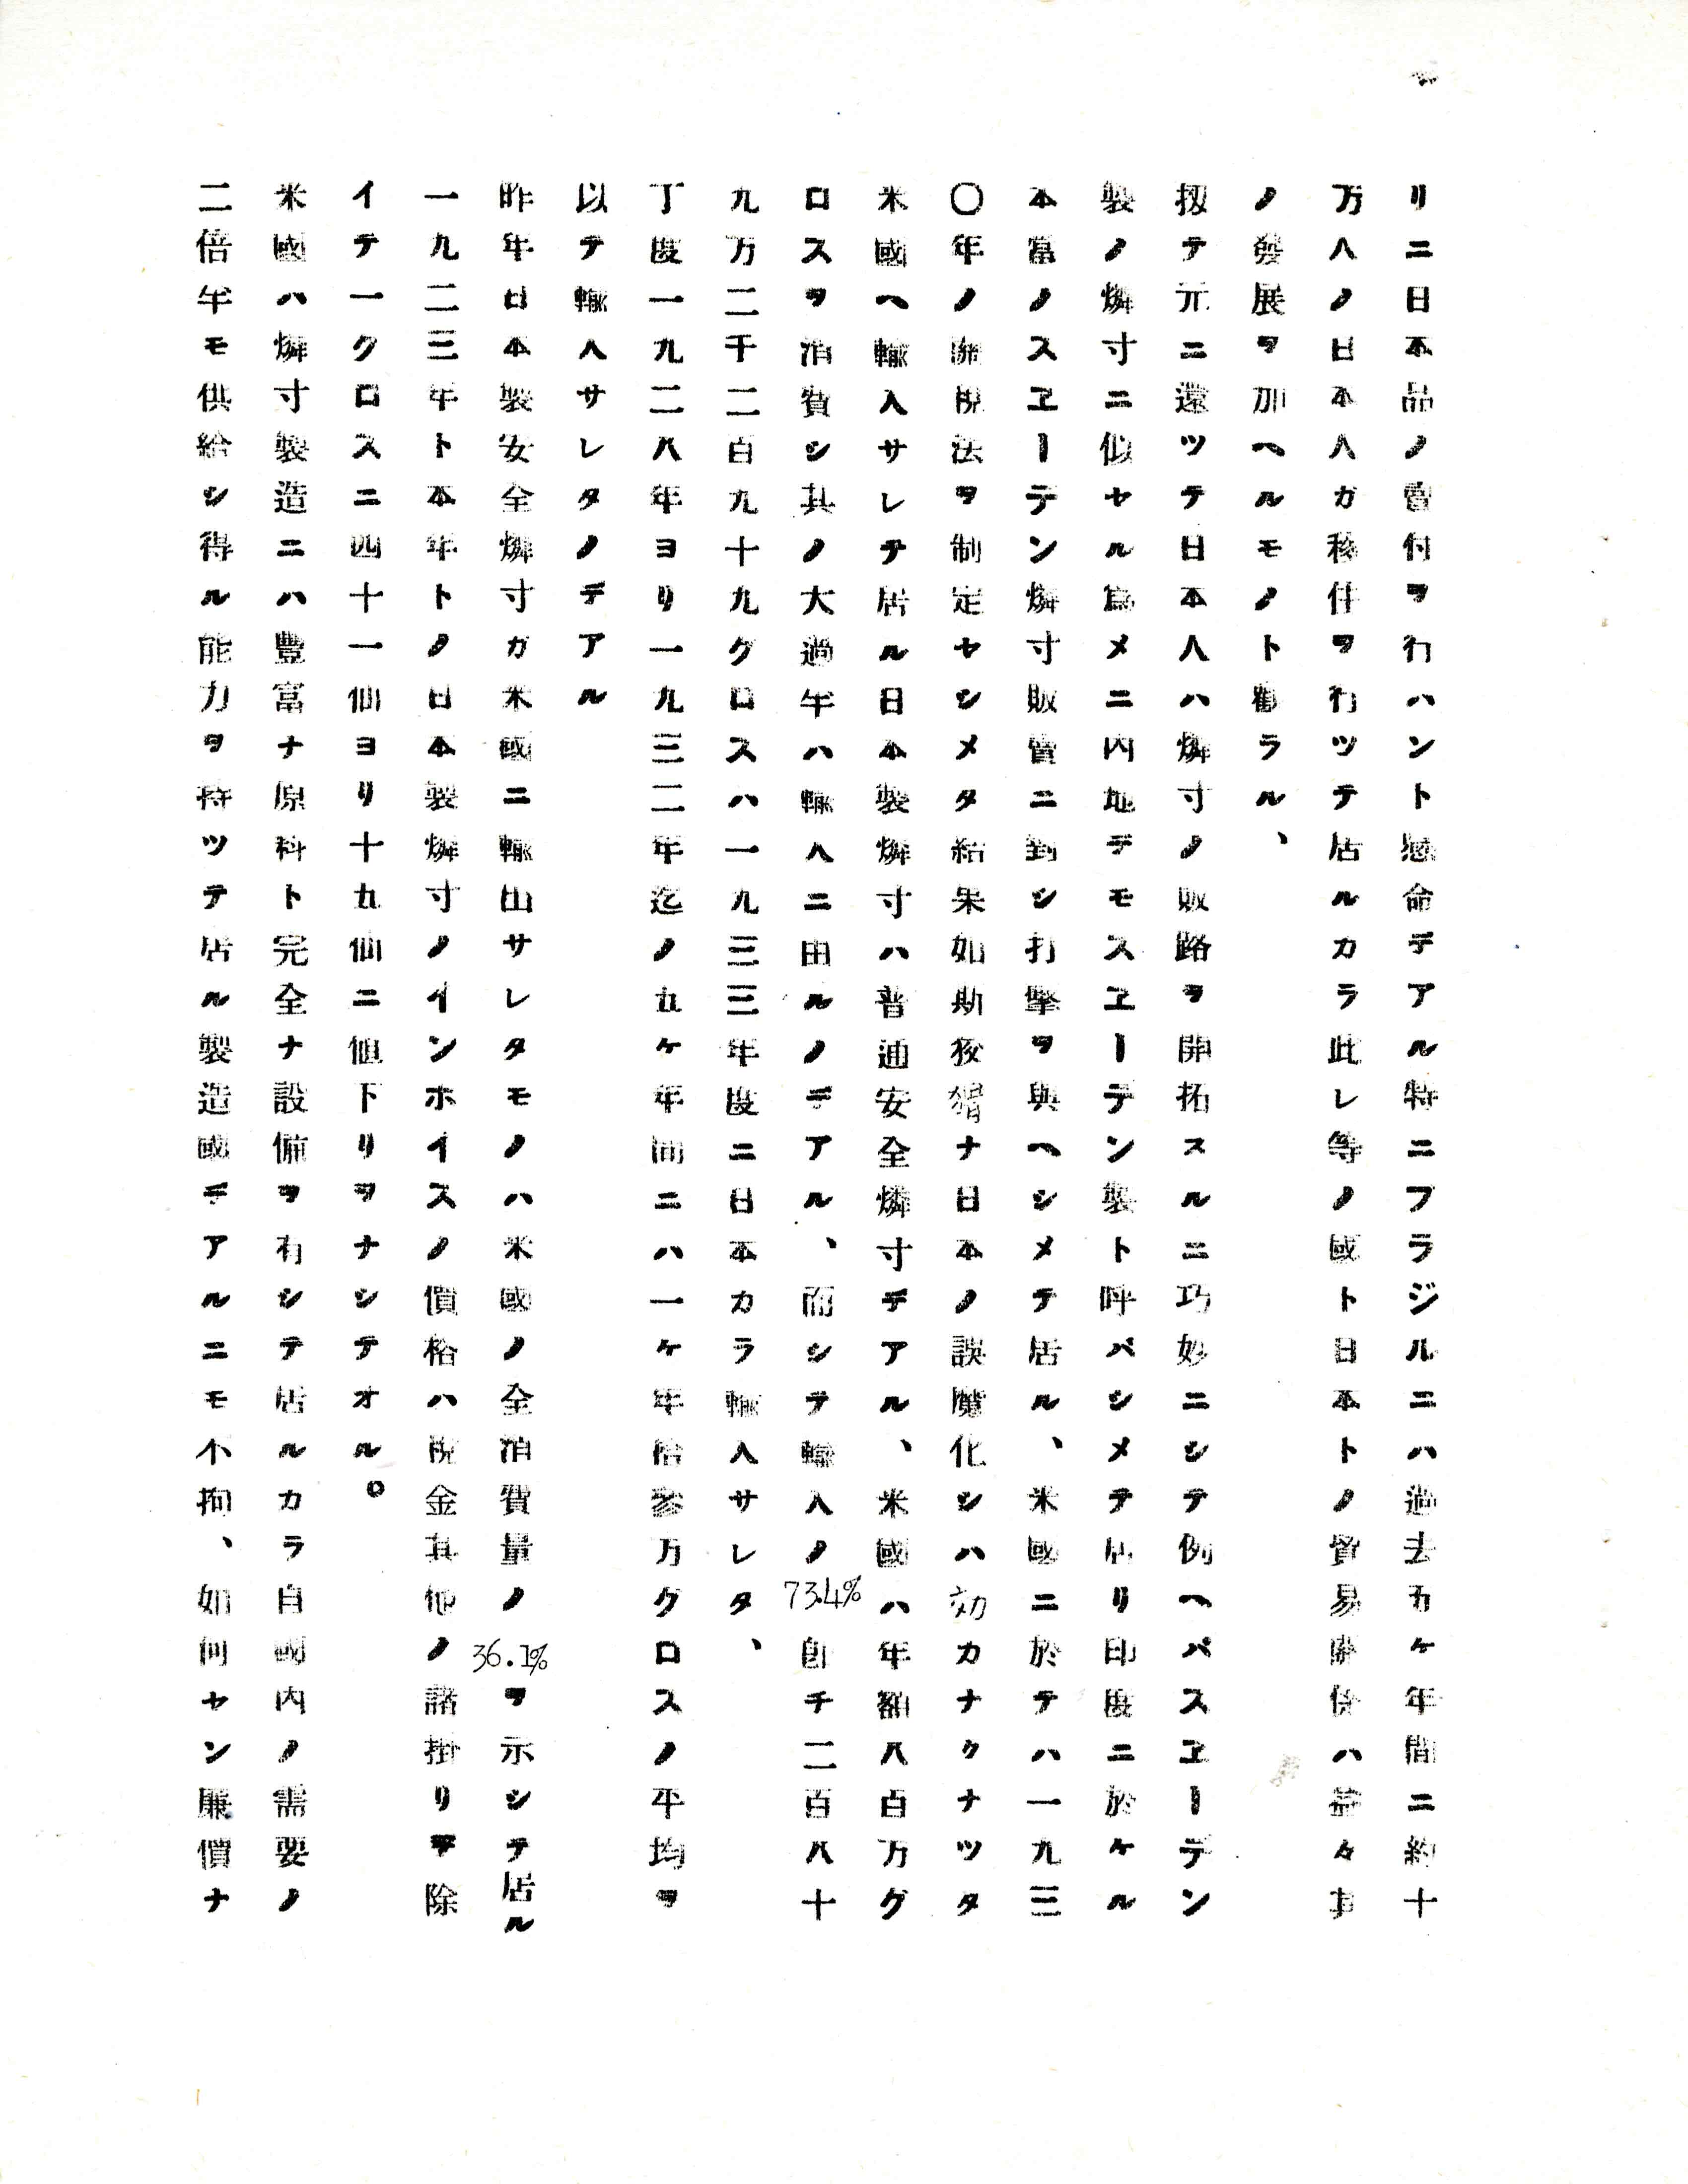 リニ日本品ノ賣付ヲ行ハント懸命デアル特ニブラジルニハ過去五ケ年間ニ約十
万人ノ日本人ガ移住ヲ行ツテ居ルカラ此レ等ノ國ト日本トノ貿易關係ハ益々其
ノ發展ヲ加ヘルモノト觀ラル、
扨テ元ニ還ツテ日本人ハ燐寸ノ販路ヲ開拓スルニ巧妙ニシテ例ヘバスヱーデン
製ノ燐寸ニ似セル爲メニ内地デモスヱーデン製ト呼バシメテ居リ印度ニ於ケル
本當ノスヱーデン燐寸販賣ニ對シ打擊ヲ與ヘシメテ居ル、米國ニ於テハ一九三
〇年ノ關税法ヲ制定セシメタ結果如斯狡猾ナ日本ノ誤魔化シハ効カナクナツタ
米國ヘ輸入サレテ居ル日本製燐寸ハ普通安全燐寸デアル、米國ハ年額八百万グ
ロスヲ消費シ其ノ大過半ハ輸入ニ由ルノデアル、而シテ輸入ノ73.4%卽チ二百八十
九万二千二百九十九グロスハ一九三三年度ニ日本カラ輸入サレタ、
丁度一九二八年ヨリ一九三二年迄ノ五ケ年間ニハ一ケ年拾參万グロスノ平均ヲ
以テ輸入サレタノデアル
昨年日本製安全燐寸ガ米國ニ輸出サレタモノハ米國ノ全消費量ノ36.1%ヲ示シテ居ル
一九二三年ト本年トノ日本製燐寸ノインホイスノ價格ハ税金其他ノ諸掛リヲ除
イテ一クロスニ四十一仙ヨリ十九仙ニ値下リヲナシテオル。
米國ハ燐寸製造ニハ豊富ナ原料ト完全ナ設備ヲ有シテ居ルカラ自國内ノ需要ノ
二倍半モ供給シ得ル能力ヲ持ツテ居ル製造國デアルニモ不拘、如何セン廉價ナ